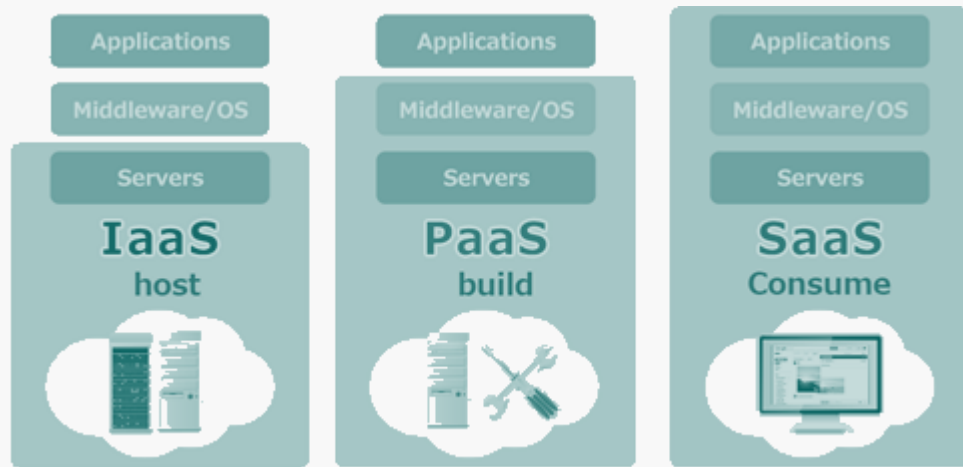 Applications
Middleware/OS
Servers
IaaS
host
Applications
Middleware/OS
Servers
PaaS
build
Applications
Middleware/OS
Servers
SaaS
Consume